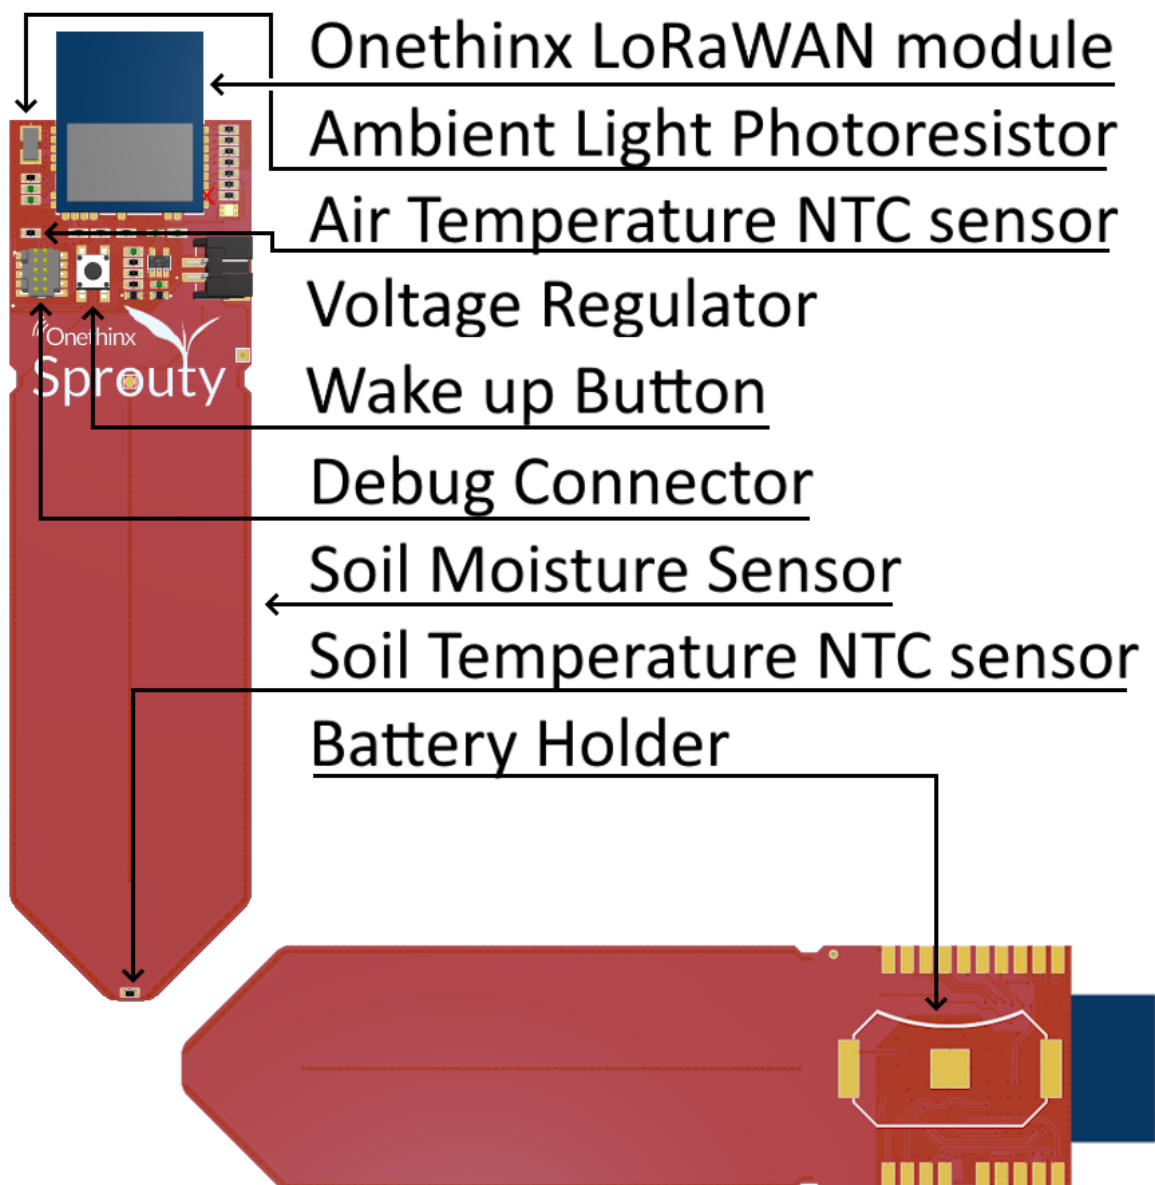 Onethinx LoRaWAN module
Ambient Light Photoresistor
Air Temperature NTC sensor
Voltage Regulator
Onethinx
Sprouty
Wake up Button
Debug Connector
Soil Moisture Sensor
Soil Temperature NTC sensor
Battery Holder